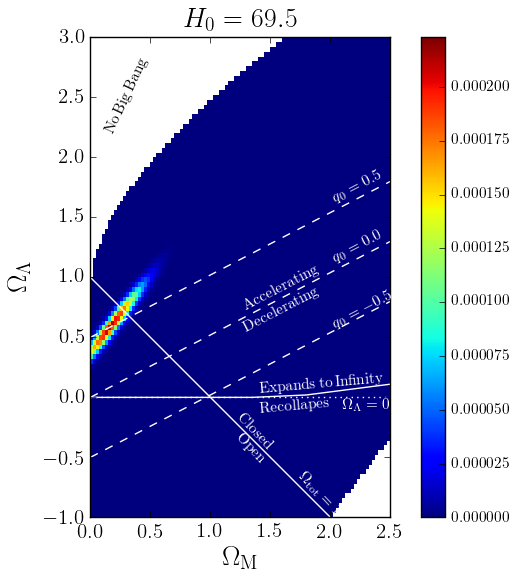 H₀ = 69.5
No Big Bang
3.0
2.5
2.0
1.5
1.0
0.5
0.0
−0.5
−1.0
Ω_Λ
q₀ = 0.5
q₀ = 0.0
Accelerating
Decelerating
q₀ = −0.5
Expands to Infinity
Recollapes
Ω_Λ = 0
Closed
Open
Ω_tot =
0.0 0.5 1.0 1.5 2.0 2.5
Ω_M
0.000200
0.000175
0.000150
0.000125
0.000100
0.000075
0.000050
0.000025
0.000000